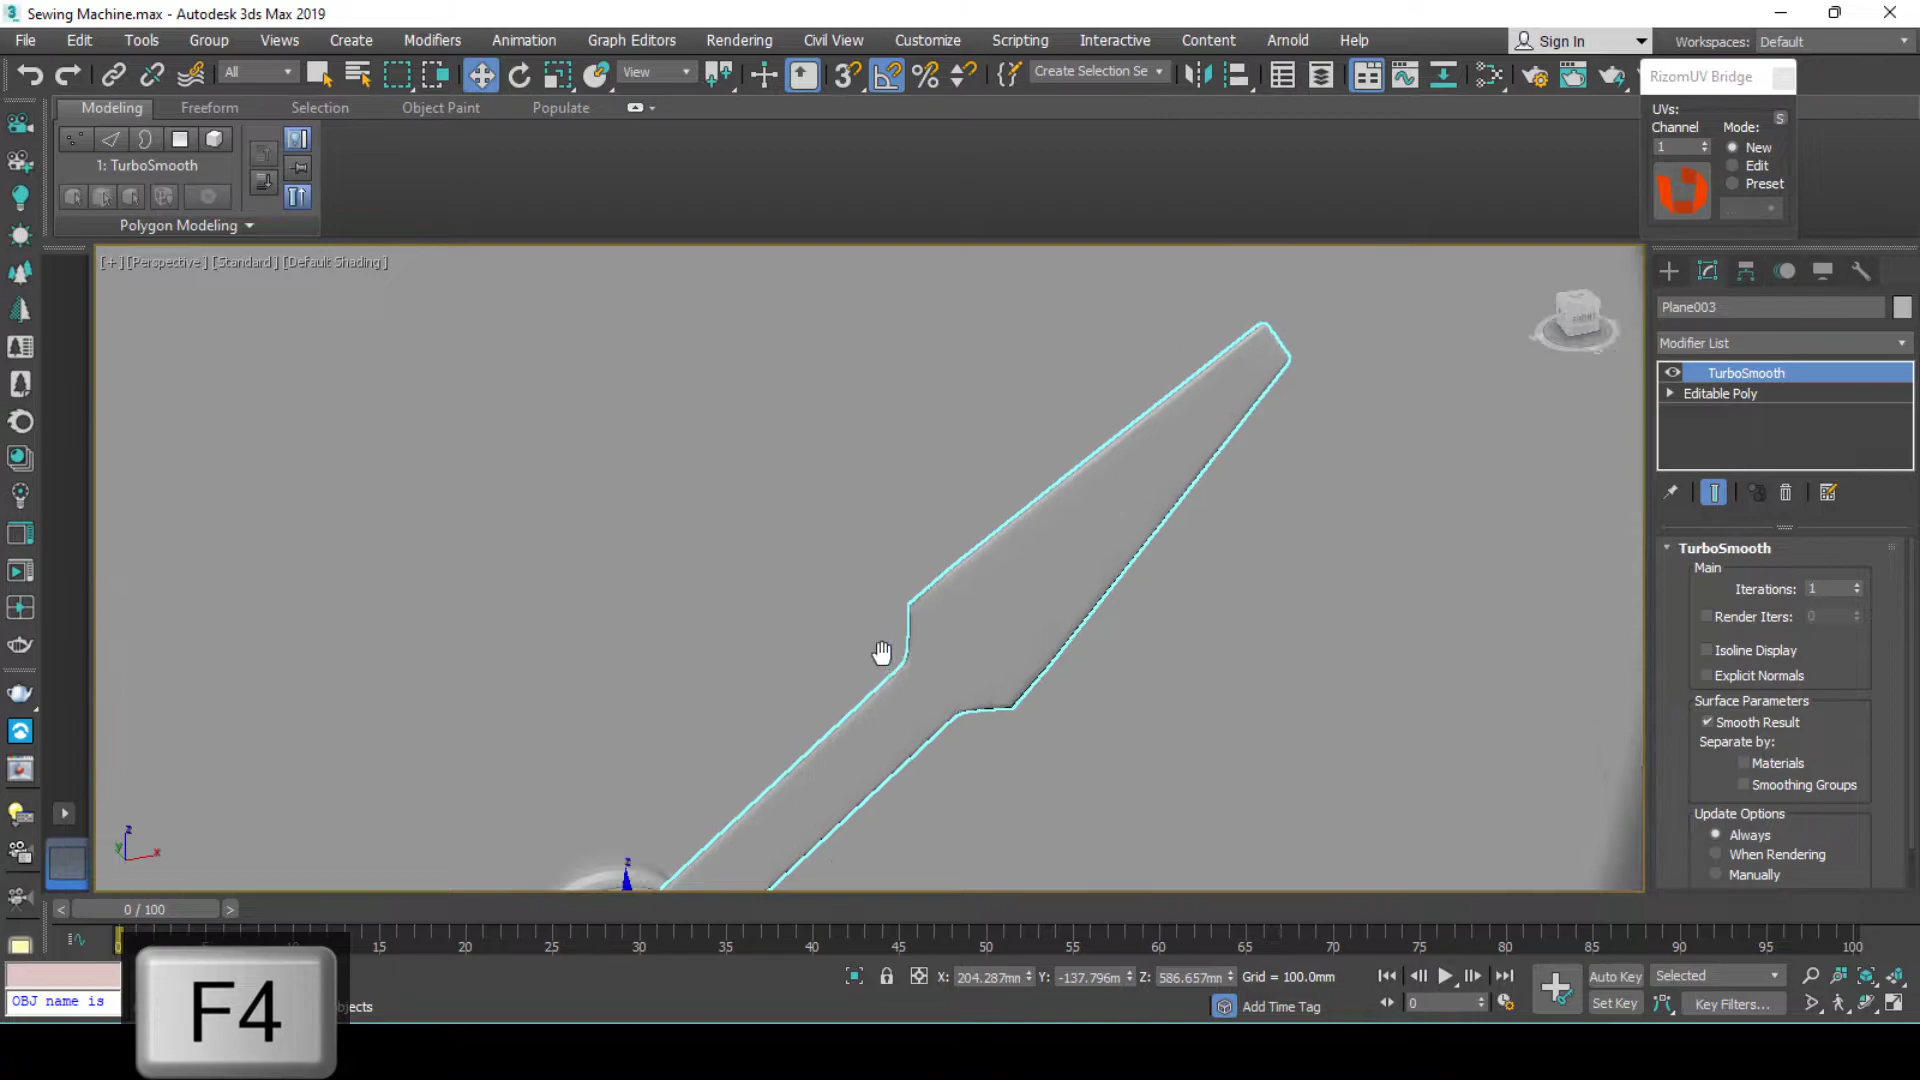 Sewing Machine.max - Autodesk 3ds Max 2019
File Edit Tools Group Views Create Modifiers Animation Graph Editors Rendering Civil View Customize Scripting Interactive Content Arnold Help
Sign In
Workspaces: Default
All
View
Create Selection Se
RizomUV Bridge
UVs:
Channel
1
Mode:
S
New
Edit
Preset
...
Modeling Freeform Selection Object Paint Populate
1: TurboSmooth
Polygon Modeling
[+] [Perspective] [Standard] [Default Shading]
Plane003
Modifier List
TurboSmooth
Editable Poly
TurboSmooth
Main
Iterations: 1
Render Iters: 0
Isoline Display
Explicit Normals
Surface Parameters
Smooth Result
Separate by:
Materials
Smoothing Groups
Update Options
Always
When Rendering
Manually
z
y x
z
< 0 / 100 >
0 15 20 25 30 35 40 45 50 55 60 65 70 75 80 85 90 95 100
X: 204.287mn Y: -137.796m Z: 586.657mn Grid = 100.0mm
Auto Key Selected
OBJ name is
bjects
Add Time Tag
0
Set Key Key Filters...
F4